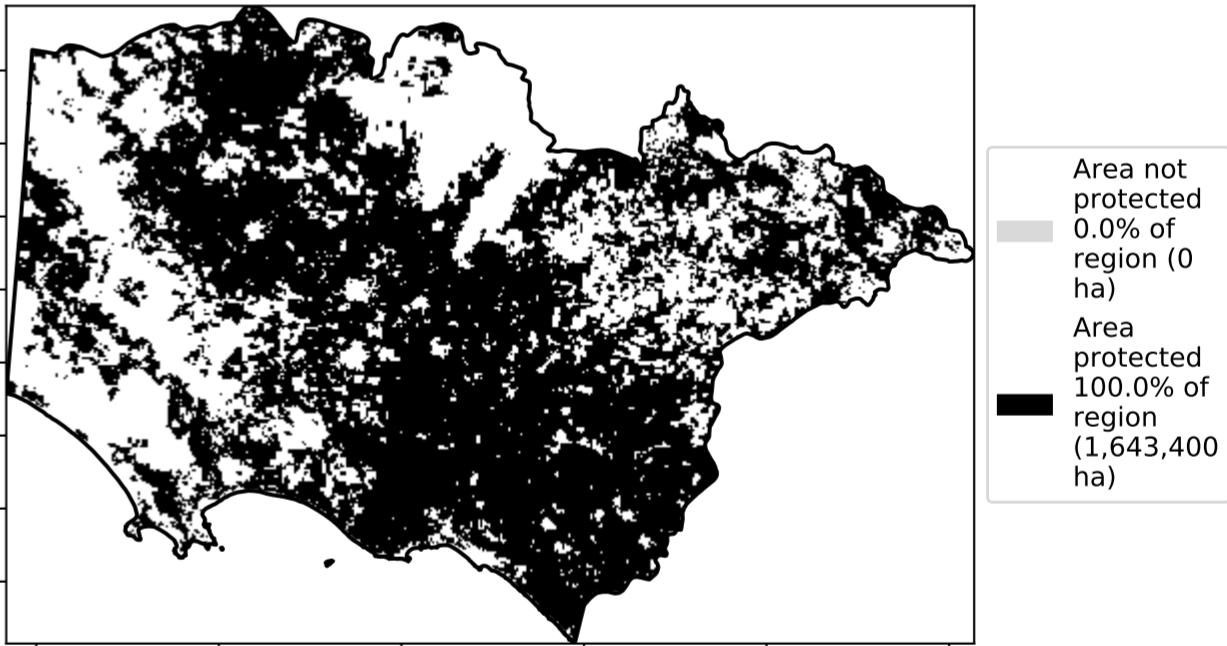 Area not
protected
0.0% of
region (0
ha)
Area
protected
100.0% of
region
(1,643,400
ha)